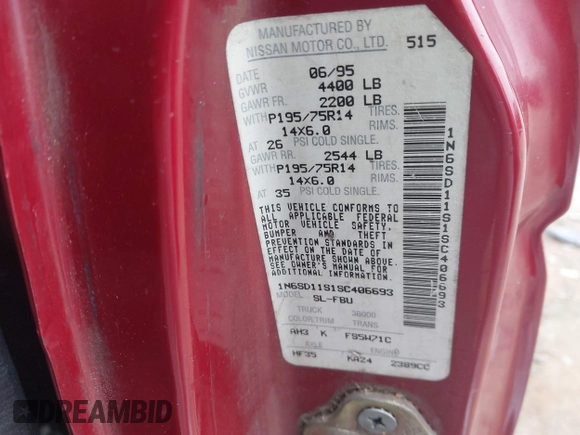 MANUFACTURED BY
NISSAN MOTOR CO., LTD. 515
DATE 06/95
GVWR 4400 LB
GAWR FR. 2200 LB
WITH P195/75R14 TIRES.
14X6.0 RIMS.
AT 26 PSI COLD SINGLE.
GAWR RR. 2544 LB
WITH P195/75R14 TIRES.
14X6.0 RIMS.
AT 35 PSI COLD SINGLE.
THIS VEHICLE CONFORMS TO
ALL APPLICABLE FEDERAL
MOTOR VEHICLE SAFETY,
BUMPER AND THEFT
PREVENTION STANDARDS IN
EFFECT ON THE DATE OF
MANUFACTURE SHOWN ABOVE.
SEE OWNER'S MANUAL FOR
ADDITIONAL INFORMATION.
1N6SD11S1SC406693
1N6SD11S1SC406693
MODEL SL-FBU
TRUCK
COLOR/TRIM TRANS
AH3 K FS5W71C
AXLE ENGINE
HF35 KA24 2389CC
DREAMBID